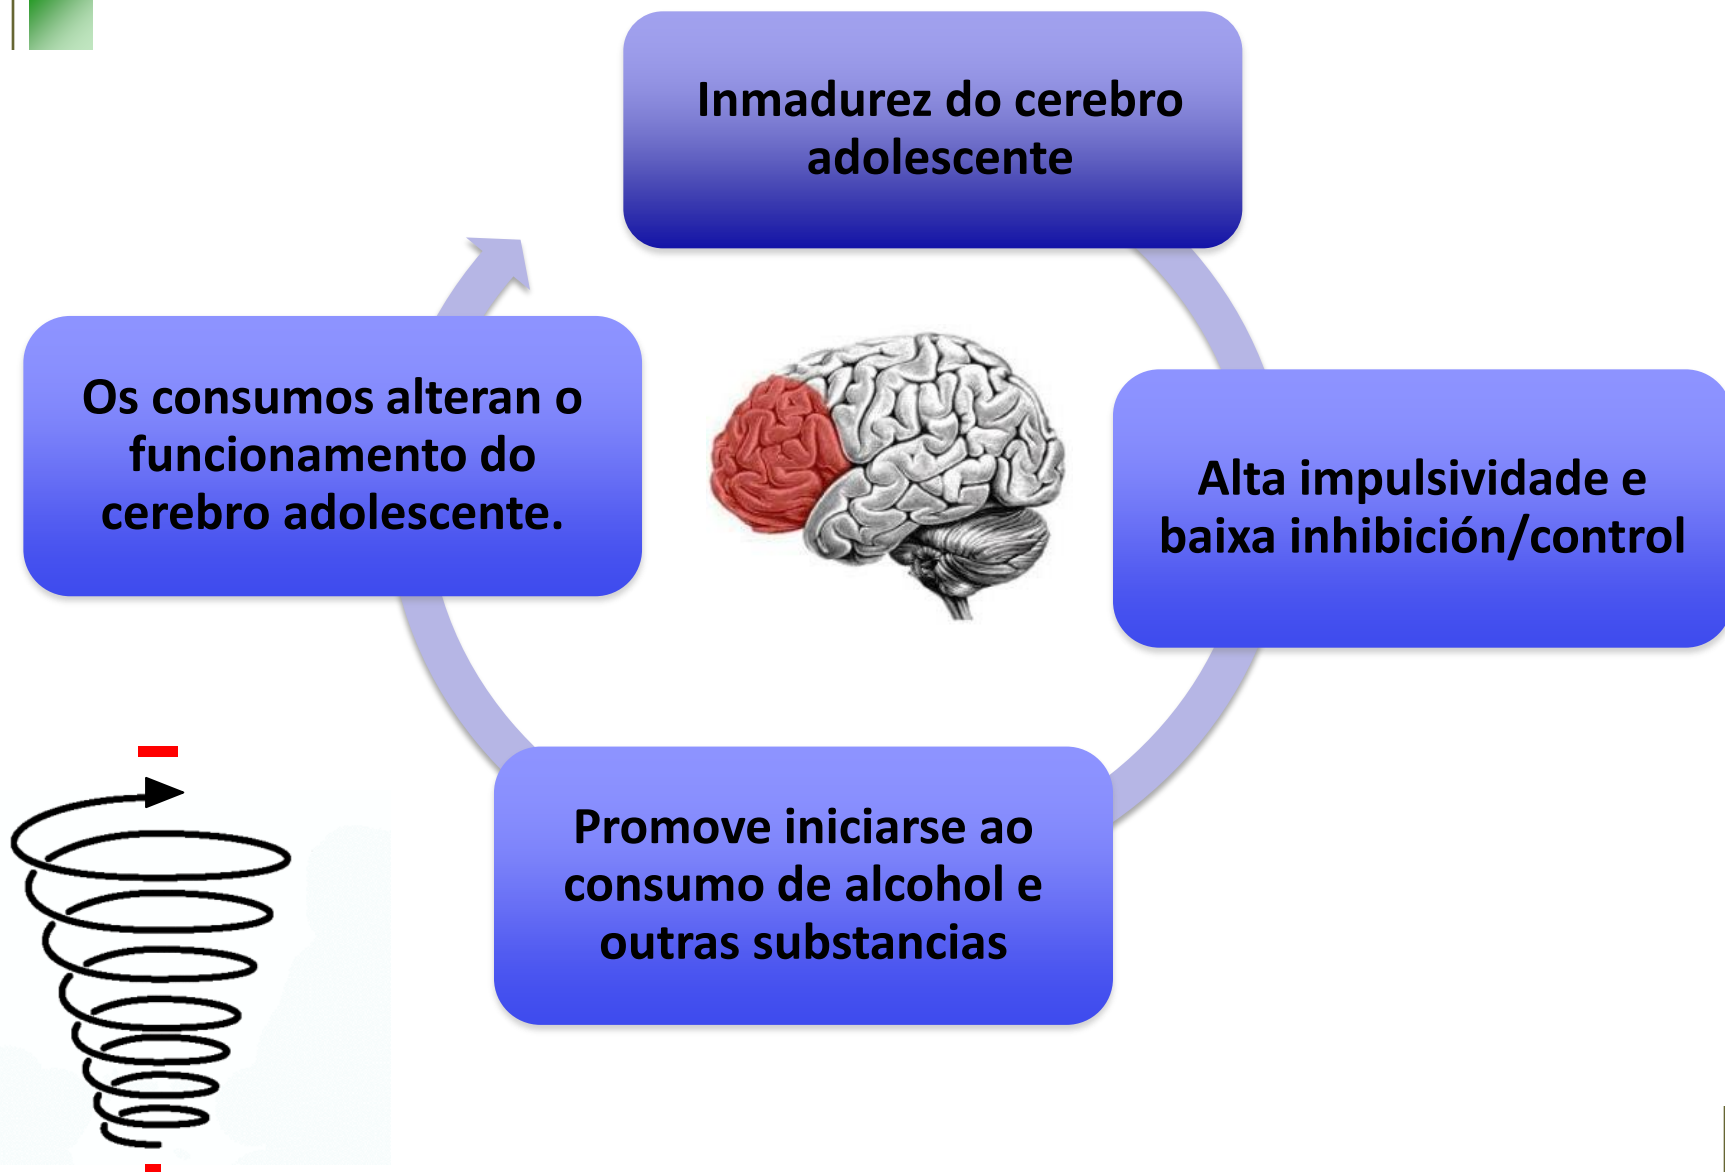 Inmadurez do cerebro
adolescente
Alta impulsividade e
baixa inhibición/control
Promove iniciarse ao
consumo de alcohol e
outras substancias
Os consumos alteran o
funcionamento do
cerebro adolescente.